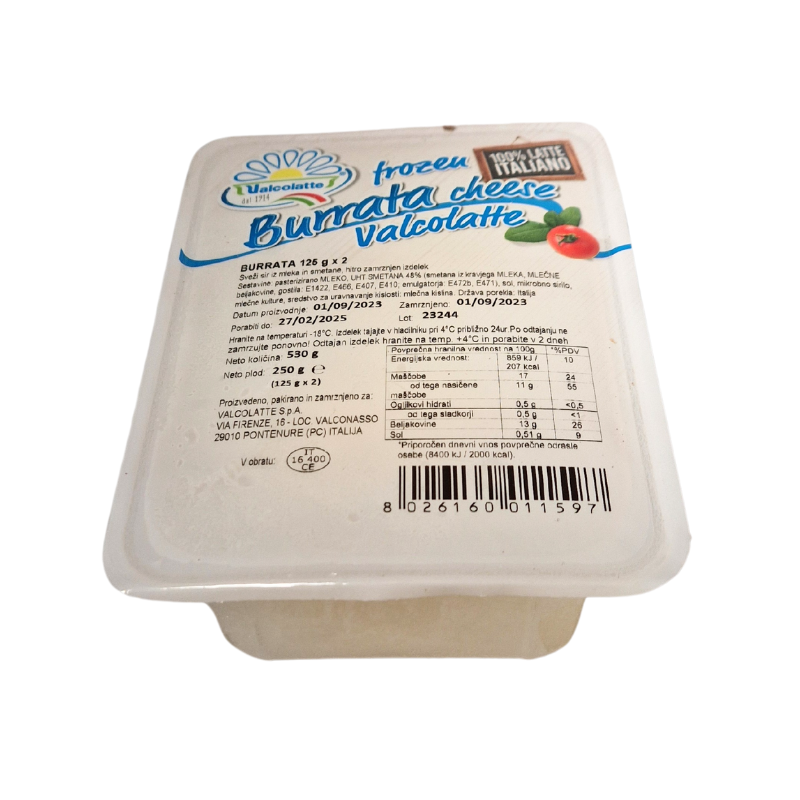 Valcolatte
dal 1914
frozen
100% LATTE
ITALIANO
Burrata cheese
Valcolatte
BURRATA 125 g x 2
Sveži sir iz mleka in smetane, hitro zamrznjen izdelek
Sestavine: pasterizirano MLEKO, UHT SMETANA 48% (smetana iz kravjega MLEKA, MLEČNE
beljakovine, gostila: E1422, E466, E407, E410; emulgatorja: E472b, E471), sol, mikrobno sirilo,
mlečne kulture, sredstvo za uravnavanje kislosti: mlečna kislina. Država porekla: Italija
Datum proizvodnje: 01/09/2023 Zamrznjeno: 01/09/2023
Porabiti do: 27/02/2025 Lot: 23244
Hranite na temperaturi -18°C. Izdelek tajajte v hladilniku pri 4°C približno 24ur.Po odtajanju ne
zamrzujte ponovno! Odtajan izdelek hranite na temp. +4°C in porabite v 2 dneh
Neto količina: 530 g
Neto plod: 250 g e
(125 g x 2)
Povprečna hranilna vrednost na 100g %PDV
Energijska vrednost: 859 kJ / 10
207 kcal
Maščobe 17 24
od tega nasičene 11 g 55
maščobe
Ogljikovi hidrati 0,5 g <0,5
od tega sladkorji 0,5 g <1
Beljakovine 13 g 26
Sol 0,51 g 9
*Priporočen dnevni vnos povprečne odrasle
osebe (8400 kJ / 2000 kcal).
Proizvedeno, pakirano in zamrznjeno za:
VALCOLATTE S.p.A.
VIA FIRENZE, 16 - LOC. VALCONASSO
29010 PONTENURE (PC) ITALIJA
V obratu: IT
16 400
CE
8 026160 011597